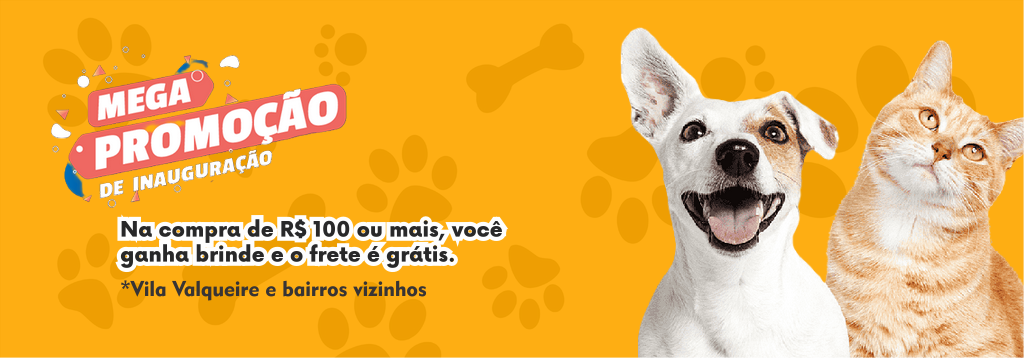 MEGA
PROMOÇÃO
DE INAUGURAÇÃO
Na compra de R$ 100 ou mais, você
ganha brinde e o frete é grátis.
*Vila Valqueire e bairros vizinhos